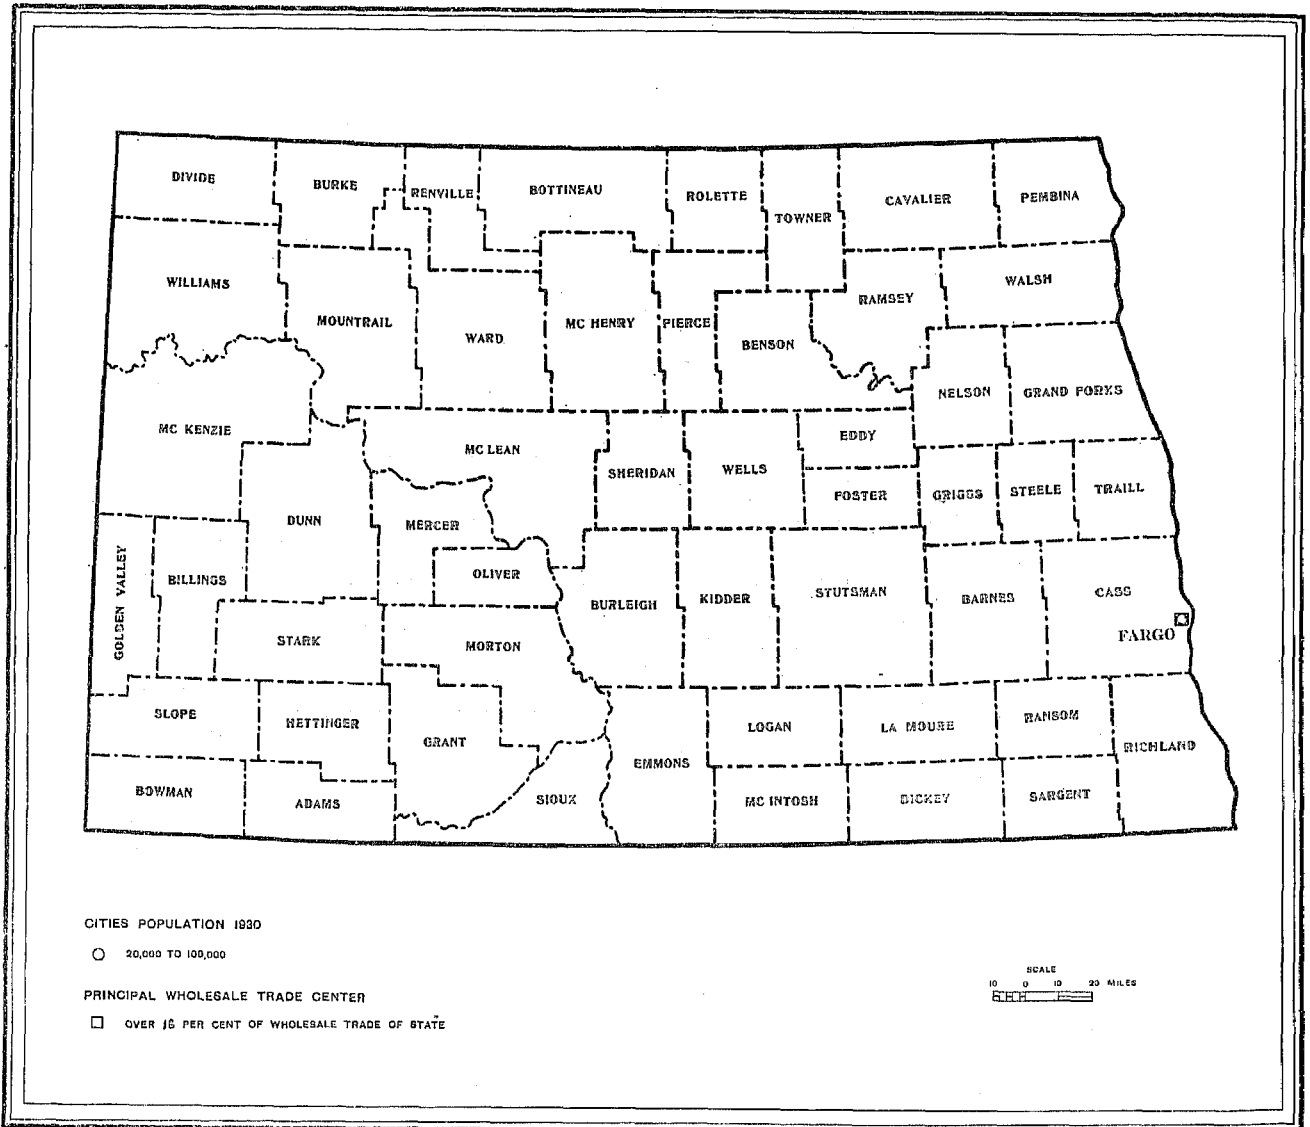 DIVIDE
BURKE
RENVILLE
BOTTINEAU
ROLETTE
TOWNER
CAVALIER
PEMBINA
WILLIAMS
MOUNTRAIL
WARD
MC HENRY
PIERCE
BENSON
RAMSEY
WALSH
MC KENZIE
MC LEAN
SHERIDAN
WELLS
EDDY
FOSTER
NELSON
GRAND FORKS
GRIGGS
STEELE
TRAILL
GOLDEN VALLEY
BILLINGS
DUNN
MERCER
OLIVER
BURLEIGH
KIDDER
STUTSMAN
BARNES
CASS
FARGO
STARK
MORTON
SLOPE
HETTINGER
GRANT
EMMONS
LOGAN
LA MOURE
RANSOM
RICHLAND
BOWMAN
ADAMS
SIOUX
MC INTOSH
DICKEY
SARGENT
CITIES POPULATION 1930
20,000 TO 100,000
PRINCIPAL WHOLESALE TRADE CENTER
OVER PER CENT OF WHOLESALE TRADE OF STATE
SCALE
10 0 10 20 MILES